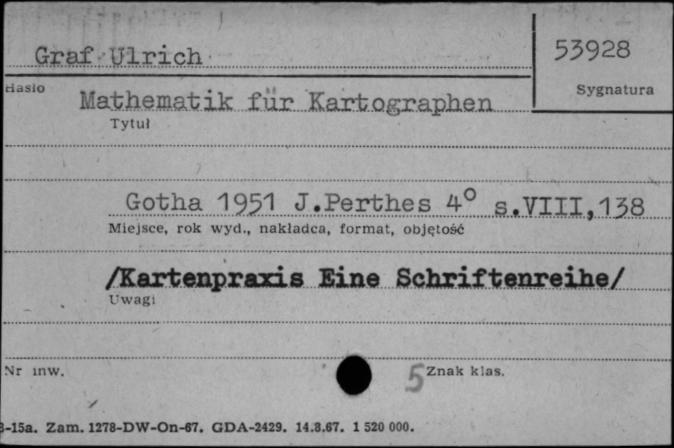 Graf Ulrich
53928
Hasło
Sygnatura
Mathematik für Kartographen
Tytuł
Gotha 1951 J.Perthes 4° s.VIII,138
Miejsce, rok wyd., nakładca, format, objętość
/Kartenpraxis Eine Schriftenreihe/
Uwagi
Nr inw.
5 Znak klas.
3-15a. Zam. 1278-DW-On-67. GDA-2429. 14.8.67. 1 520 000.